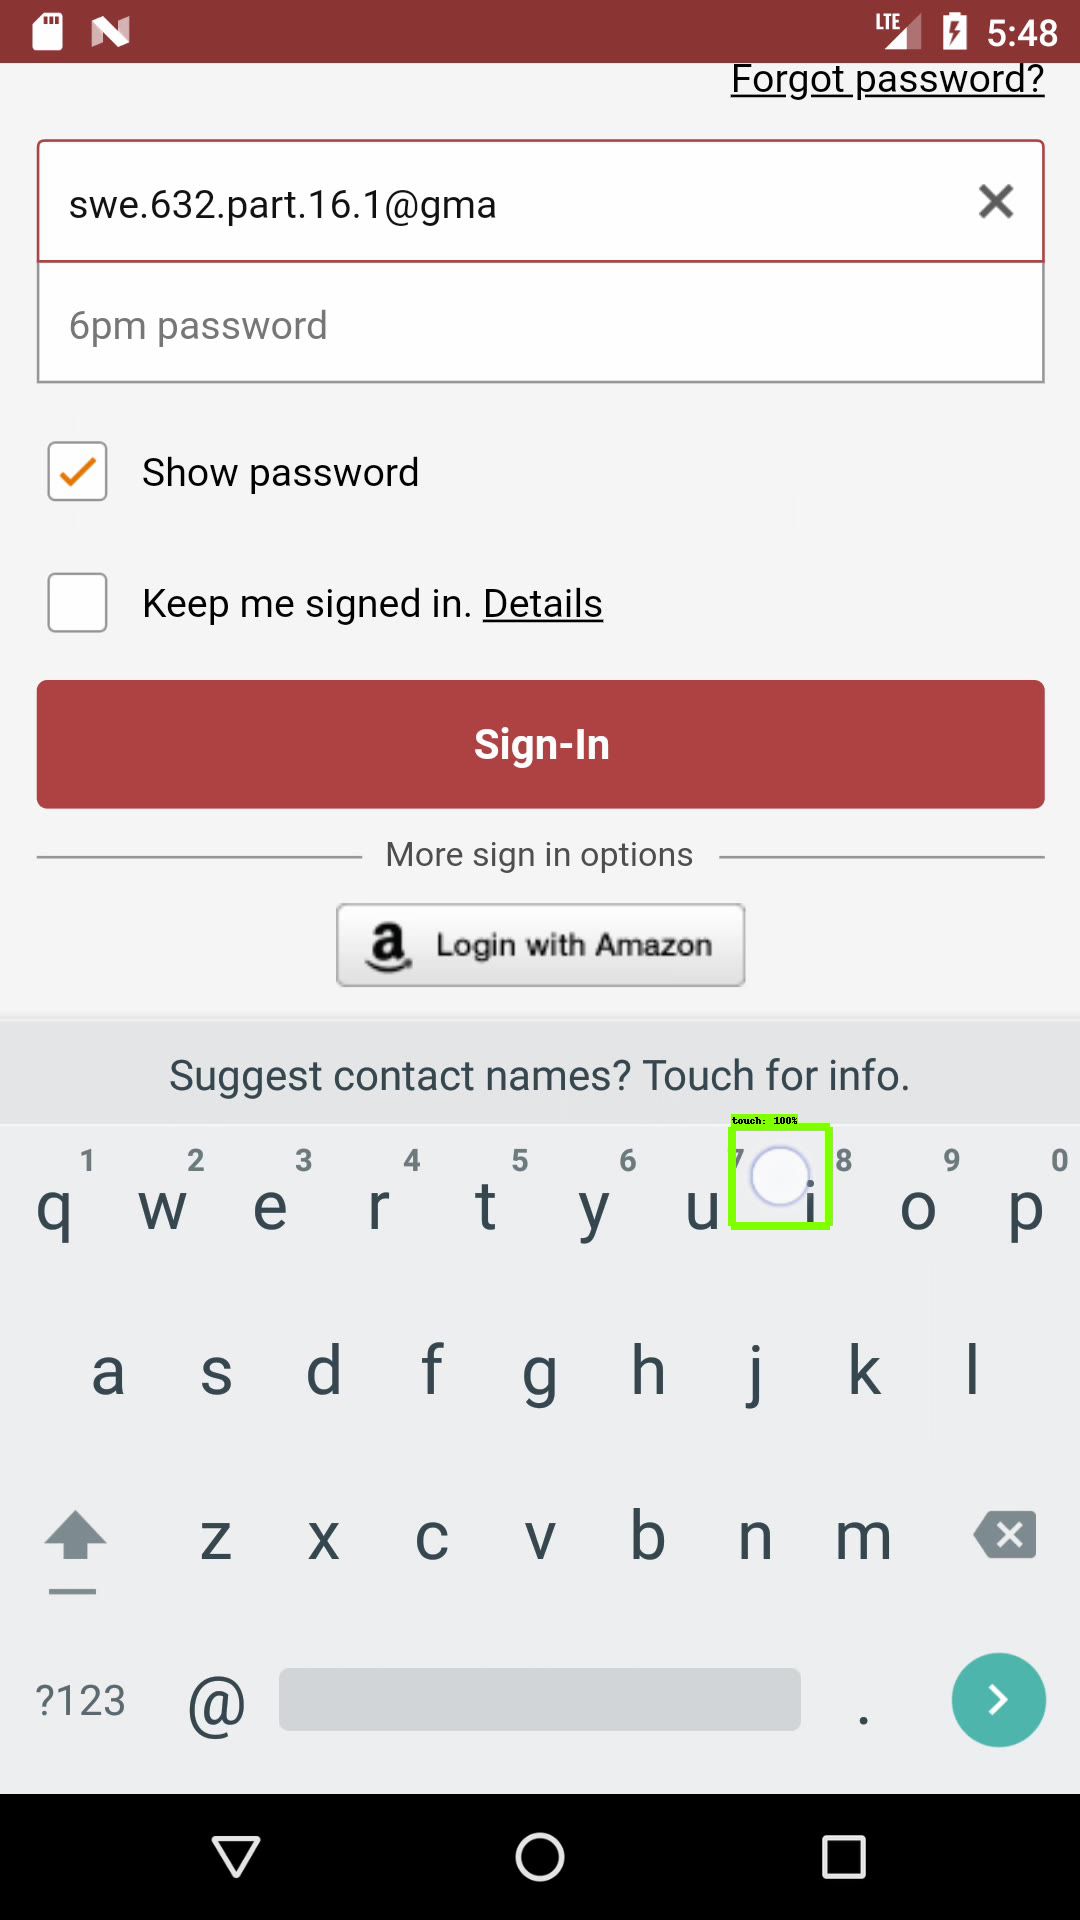 LTE 5:48
Forgot password?
swe.632.part.16.1@gma
6pm password
Show password
Keep me signed in. Details
Sign-In
More sign in options
a Login with Amazon
Suggest contact names? Touch for info.
touch: 100%
1 2 3 4 5 6 7 8 9 0
q w e r t y u i o p
a s d f g h j k l
z x c v b n m
?123 @ .